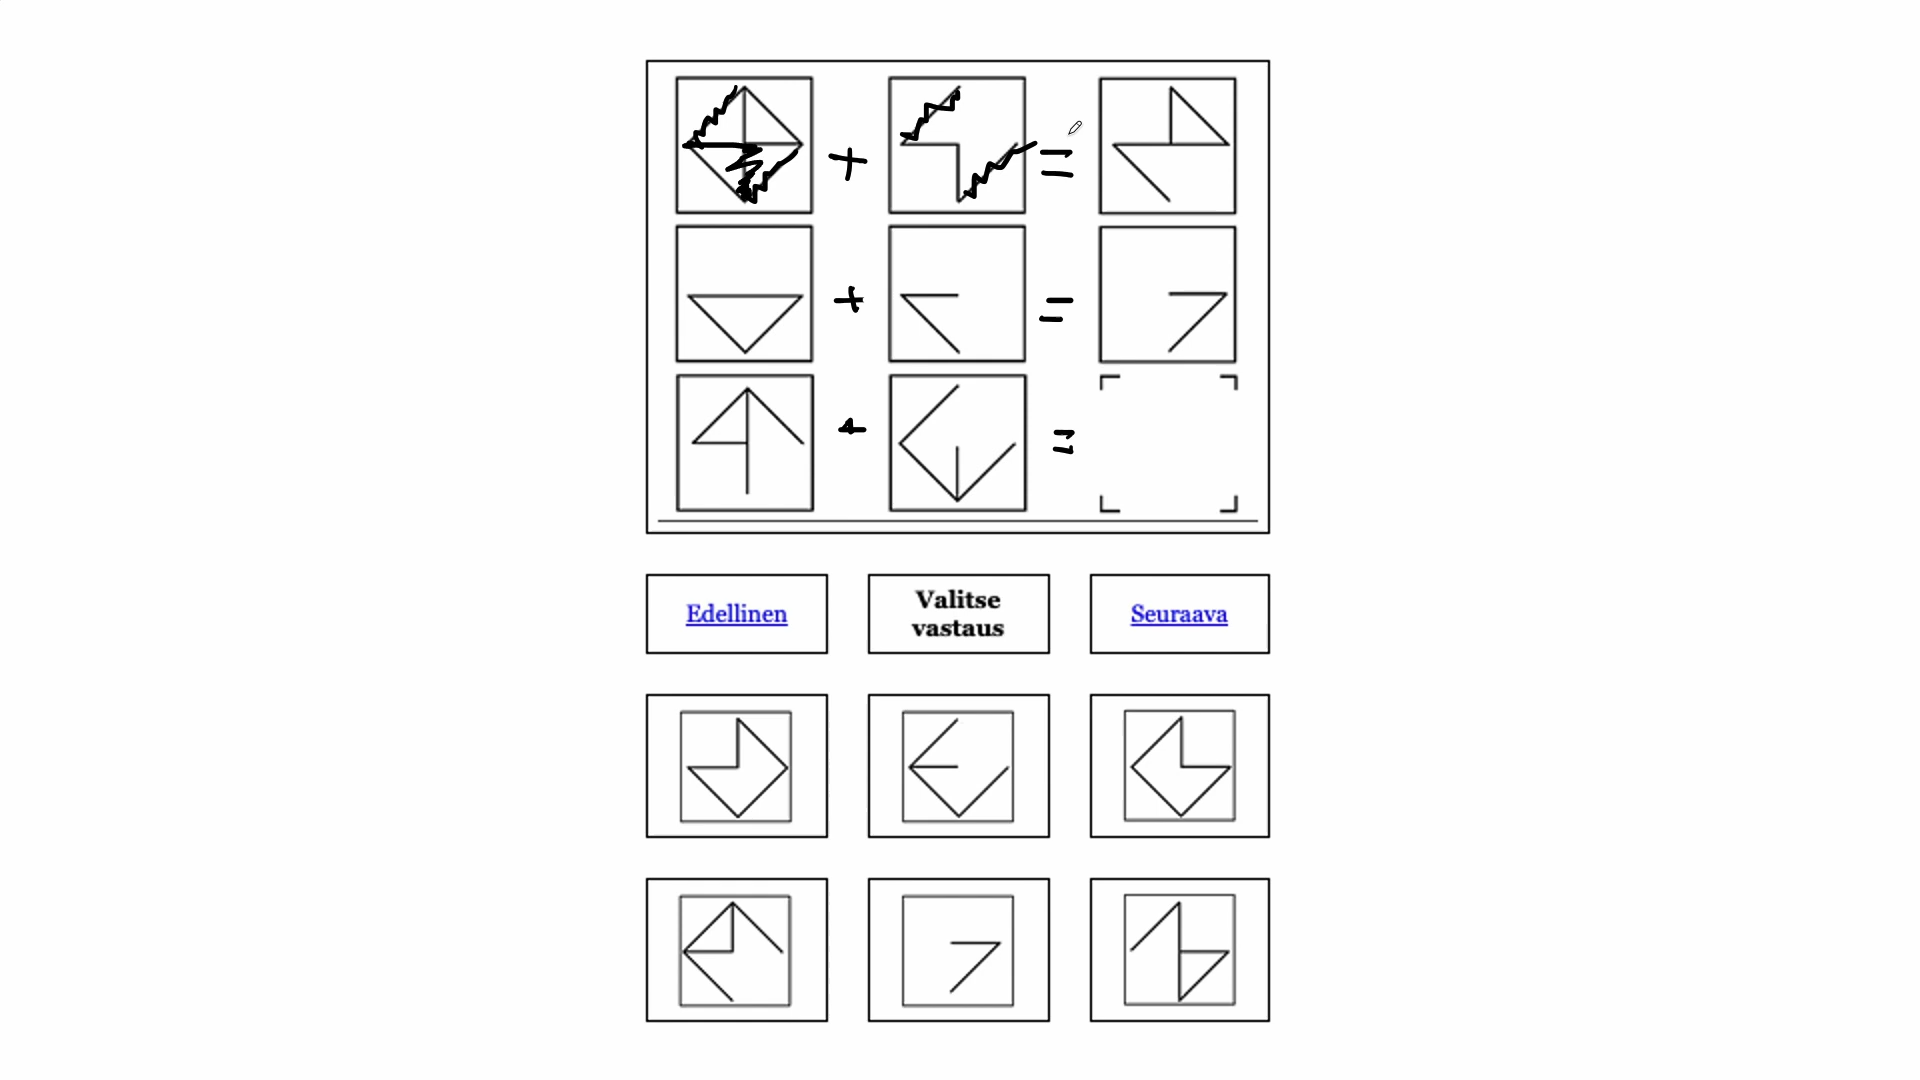 + =
+ =
+ =
Edellinen
Valitse
vastaus
Seuraava